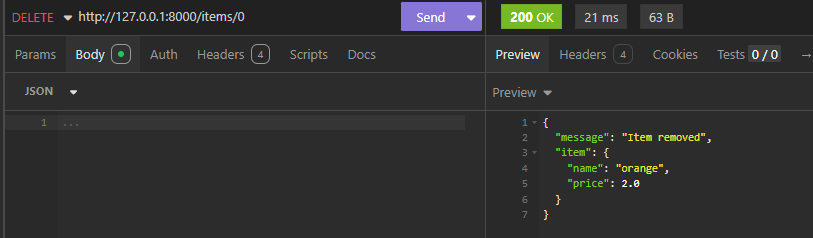 DELETE http://127.0.0.1:8000/items/0 Send 200 OK 21 ms 63 B
Params Body Auth Headers 4 Scripts Docs Preview Headers 4 Cookies Tests 0 / 0 →
JSON Preview
1 ...
1 {
2 "message": "Item removed",
3 "item": {
4 "name": "orange",
5 "price": 2.0
6 }
7 }